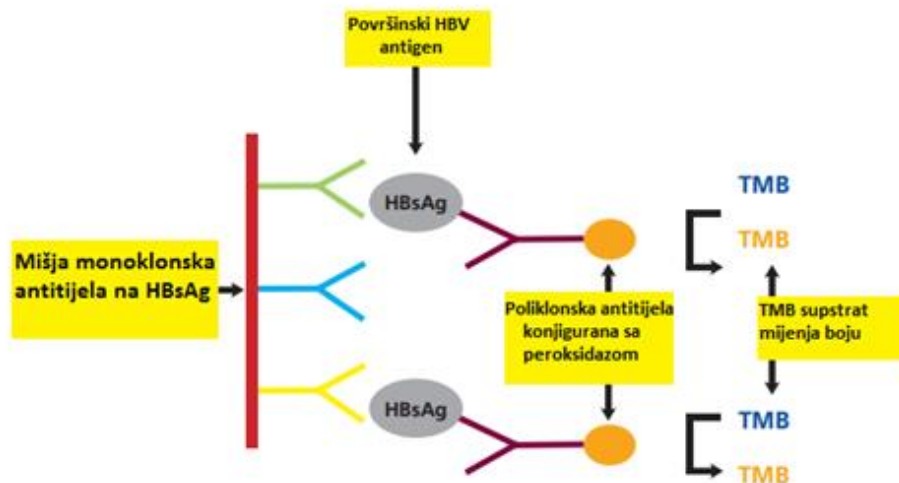 Površinski HBV
antigen
HBsAg
TMB
TMB
Mišja monoklonska
antitijela na HBsAg
Poliklonska antitijela
konjigurana sa
peroksidazom
TMB supstrat
mijenja boju
HBsAg
TMB
TMB